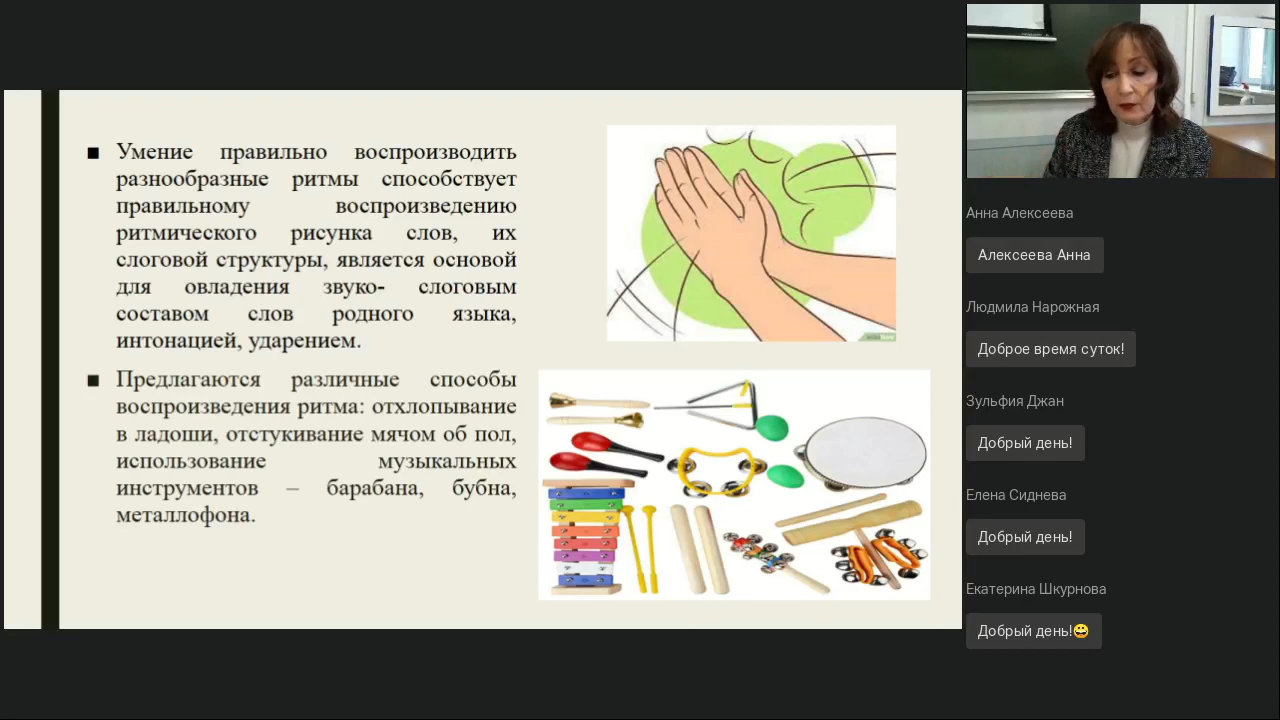 ■ Умение правильно воспроизводить
разнообразные ритмы способствует
правильному воспроизведению
ритмического рисунка слов, их
слоговой структуры, является основой
для овладения звуко- слоговым
составом слов родного языка,
интонацией, ударением.
■ Предлагаются различные способы
воспроизведения ритма: отхлопывание
в ладоши, отстукивание мячом об пол,
использование музыкальных
инструментов – барабана, бубна,
металлофона.
Анна Алексеева
Алексеева Анна
Людмила Нарожная
Доброе время суток!
Зульфия Джан
Добрый день!
Елена Сиднева
Добрый день!
Екатерина Шкурнова
Добрый день!😀